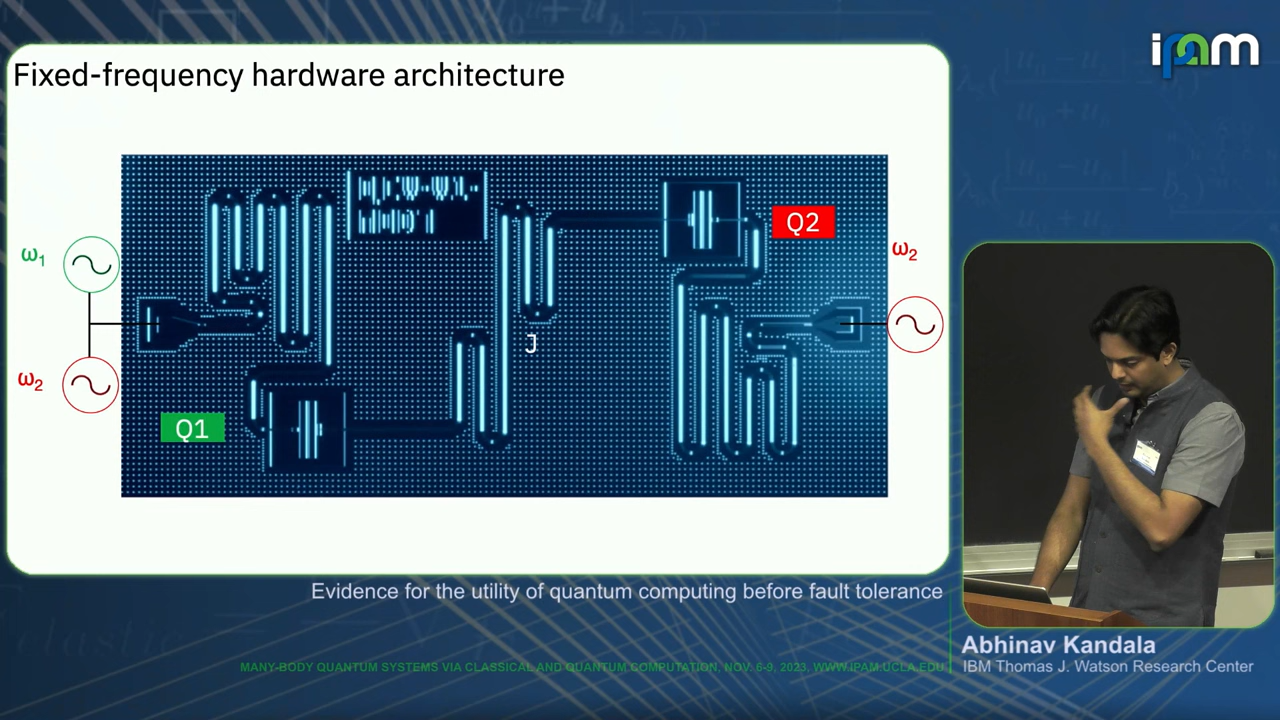 ipam
Fixed-frequency hardware architecture
ω1
ω2
Q1
J
Q2
ω2
Evidence for the utility of quantum computing before fault tolerance
Abhinav Kandala
IBM Thomas J. Watson Research Center
MANY-BODY QUANTUM SYSTEMS VIA CLASSICAL AND QUANTUM COMPUTATION, NOV. 6-9, 2023, WWW.IPAM.UCLA.EDU